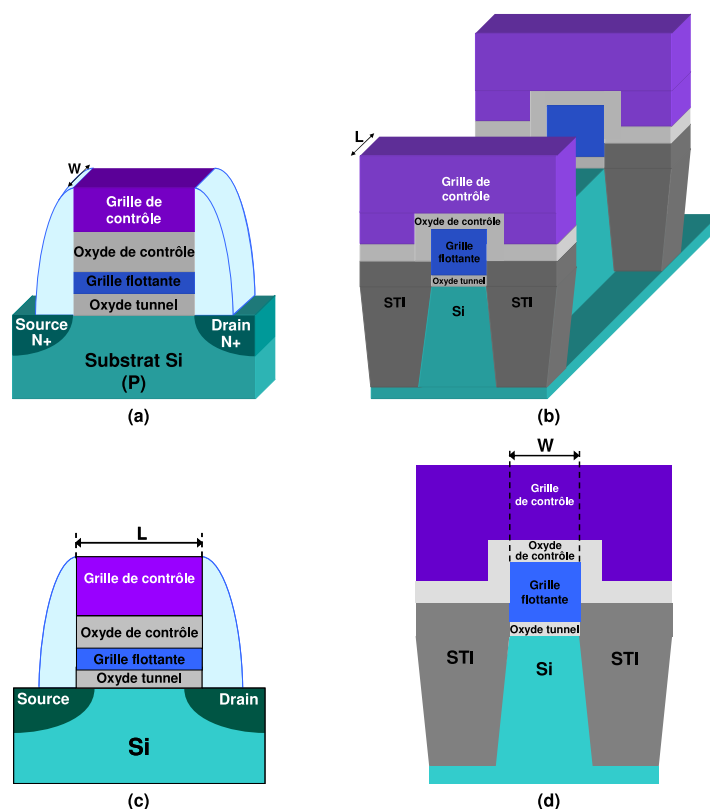 W
Grille de
contrôle
Oxyde de contrôle
Grille flottante
Oxyde tunnel
Source
N+
Drain
N+
Substrat Si
(P)
(a)
L
Grille de
contrôle
Oxyde de contrôle
Grille
flottante
Oxyde tunnel
STI
Si
STI
(b)
L
Grille de contrôle
Oxyde de contrôle
Grille flottante
Oxyde tunnel
Source
Drain
Si
(c)
W
Grille
de contrôle
Oxyde
de contrôle
Grille
flottante
Oxyde tunnel
STI
Si
STI
(d)